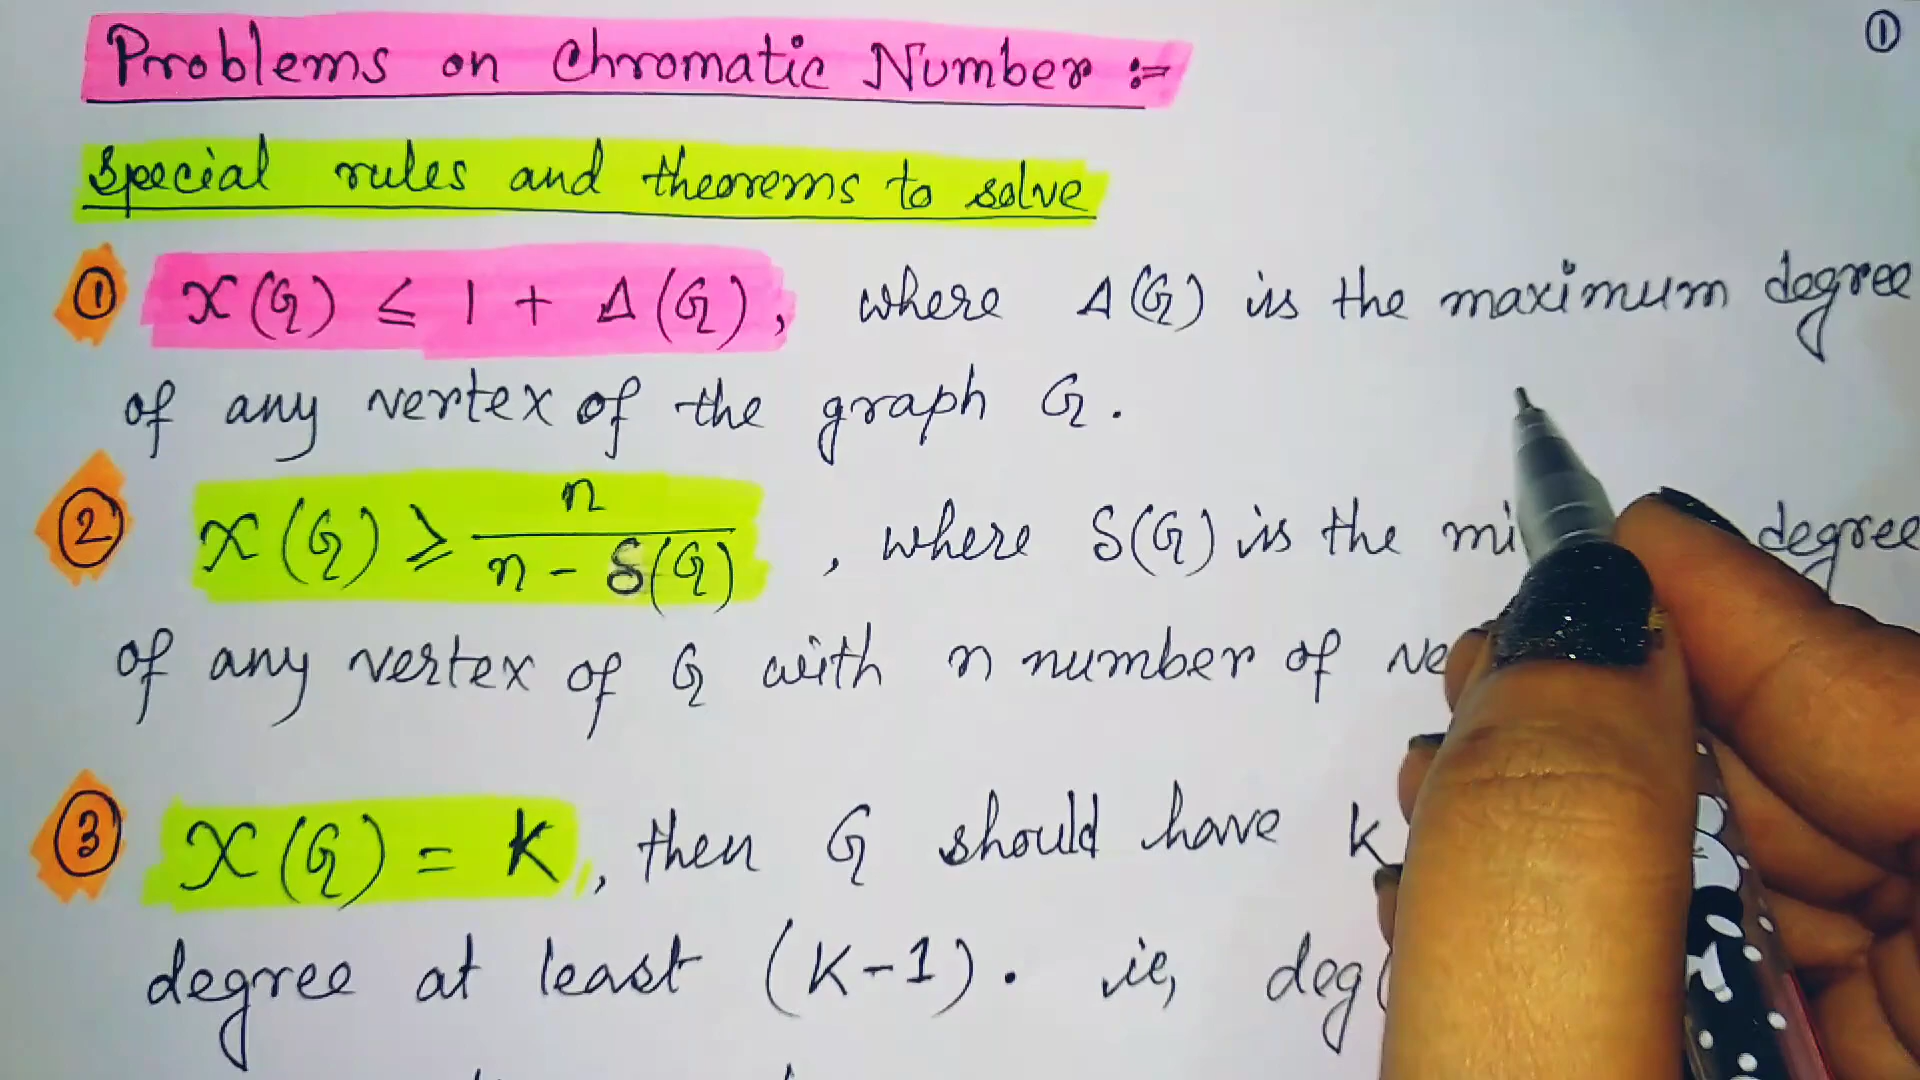 ①
Problems on Chromatic Number :-
Special rules and theorems to solve
① χ(G) ≤ 1 + Δ(G), where Δ(G) is the maximum degree
of any vertex of the graph G.
② χ(G) ≥ n / (n - δ(G)), where δ(G) is the degree
of any vertex of G with n number of
③ χ(G) = K, then G should have K
degree at least (K-1). ie, deg(